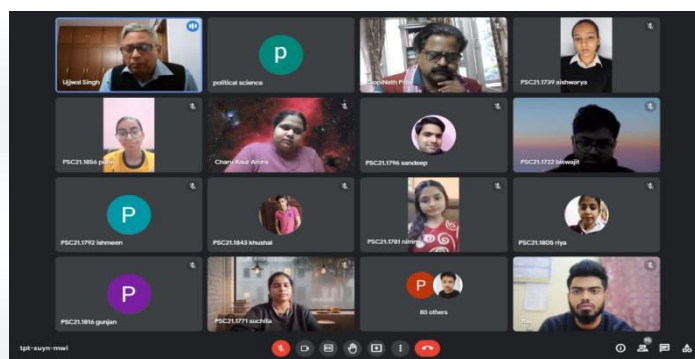 Ujjwal Singh
p
political science
PSC21.1739 aishwarya
PSC21.1856
Charu Kaur Arora
PSC21.1796 sandeep
PSC21.1722 biswajit
P
PSC21.1792 ishmeen
PSC21.1843 khushal
PSC21.1781
PSC21.1805 riya
P
PSC21.1816 gunjan
PSC21.1771 suchita
P
80 others
tpt-suyn-mwi